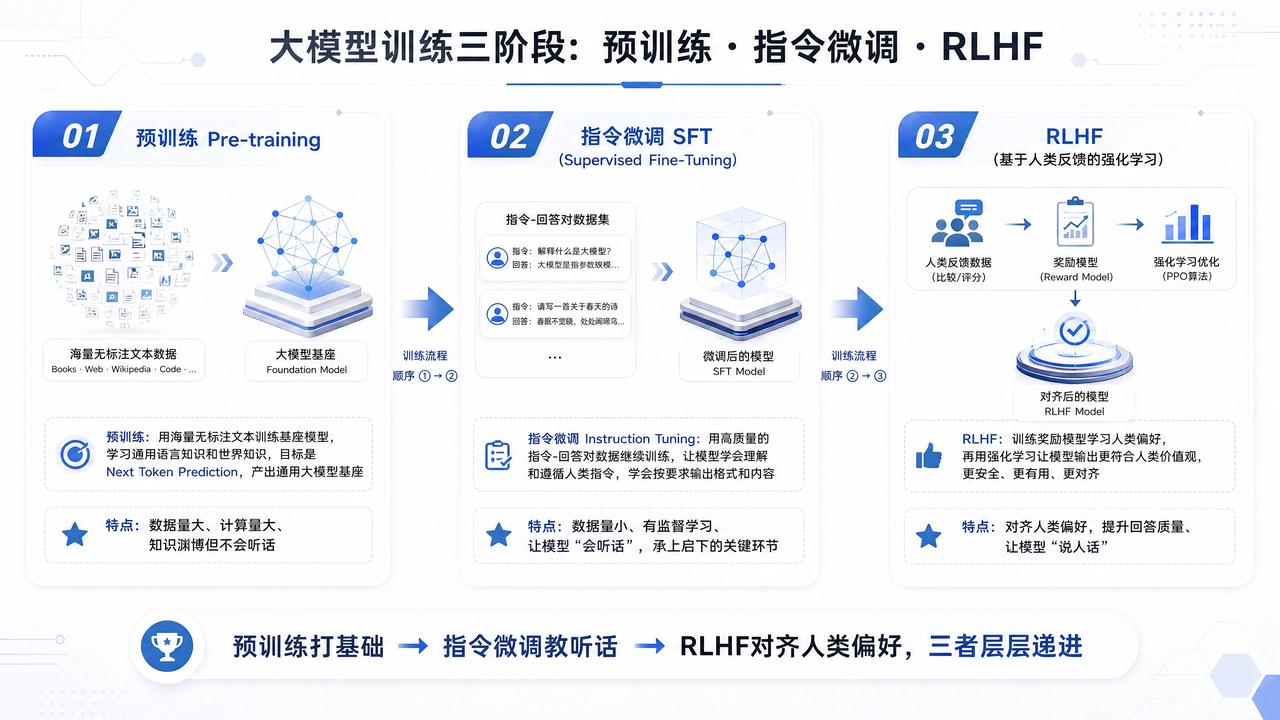 大模型训练三阶段：预训练·指令微调·RLHF
01
预训练 Pre-training
海量无标注文本数据
Books · Web · Wikipedia · Code · ...
大模型基座
Foundation Model
预训练：用海量无标注文本训练基座模型，
学习通用语言知识和世界知识，目标是
Next Token Prediction，产出通用大模型基座
特点：数据量大、计算量大、
知识渊博但不会听话
训练流程
顺序 ① → ②
02
指令微调 SFT
(Supervised Fine-Tuning)
指令-回答对数据集
指令：解释什么是大模型？
回答：大模型是指参数规模...
指令：请写一首关于春天的诗
回答：春眠不觉晓，处处闻啼鸟...
...
微调后的模型
SFT Model
指令微调 Instruction Tuning：用高质量的
指令-回答对数据继续训练，让模型学会理解
和遵循人类指令，学会按要求输出格式和内容
特点：数据量小、有监督学习、
让模型“会听话”，承上启下的关键环节
训练流程
顺序 ② → ③
03
RLHF
(基于人类反馈的强化学习)
人类反馈数据
(比较/评分)
奖励模型
(Reward Model)
强化学习优化
(PPO算法)
对齐后的模型
RLHF Model
RLHF：训练奖励模型学习人类偏好，
再用强化学习让模型输出更符合人类价值观，
更安全、更有用、更对齐
特点：对齐人类偏好，提升回答质量、
让模型“说人话”
预训练打基础 → 指令微调教听话 → RLHF对齐人类偏好，三者层层递进